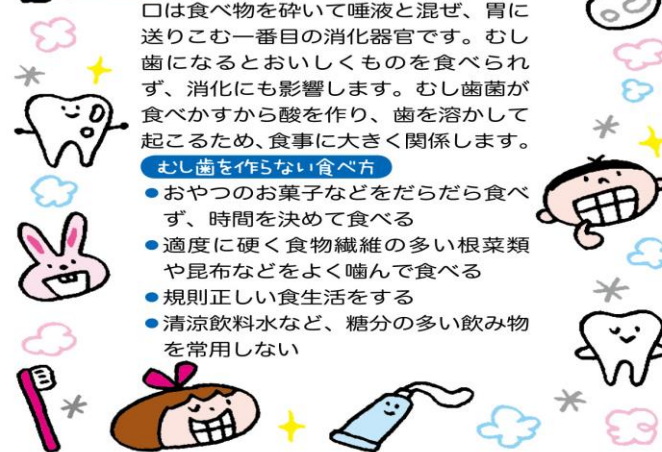 口は食べ物を砕いて唾液と混ぜ、胃に
送りこむ一番目の消化器官です。むし
歯になるとおいしくものを食べられ
ず、消化にも影響します。むし歯菌が
食べかすから酸を作り、歯を溶かして
起こるため、食事に大きく関係します。
むし歯を作らない食べ方
●おやつのお菓子などをだらだら食べ
ず、時間を決めて食べる
●適度に硬く食物繊維の多い根菜類
や昆布などをよく噛んで食べる
●規則正しい食生活をする
●清涼飲料水など、糖分の多い飲み物
を常用しない